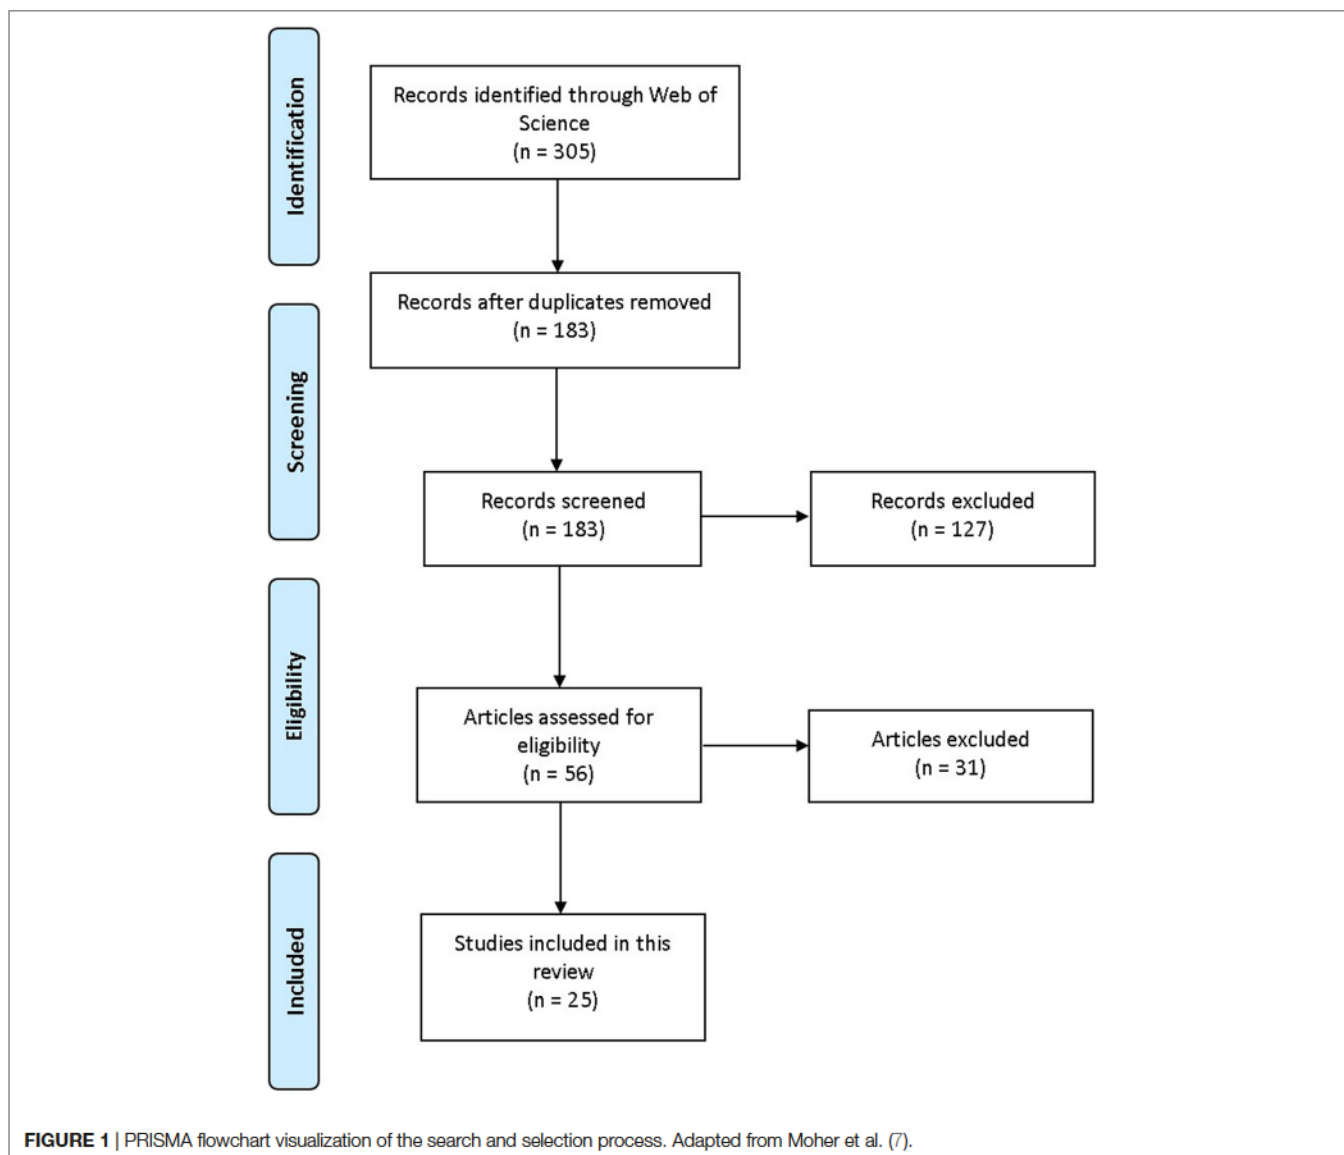 Identification
Records identified through Web of
Science
(n = 305)
Records after duplicates removed
(n = 183)
Screening
Records screened
(n = 183)
Records excluded
(n = 127)
Eligibility
Articles assessed for
eligibility
(n = 56)
Articles excluded
(n = 31)
Included
Studies included in this
review
(n = 25)
FIGURE 1 | PRISMA flowchart visualization of the search and selection process. Adapted from Moher et al. (7).